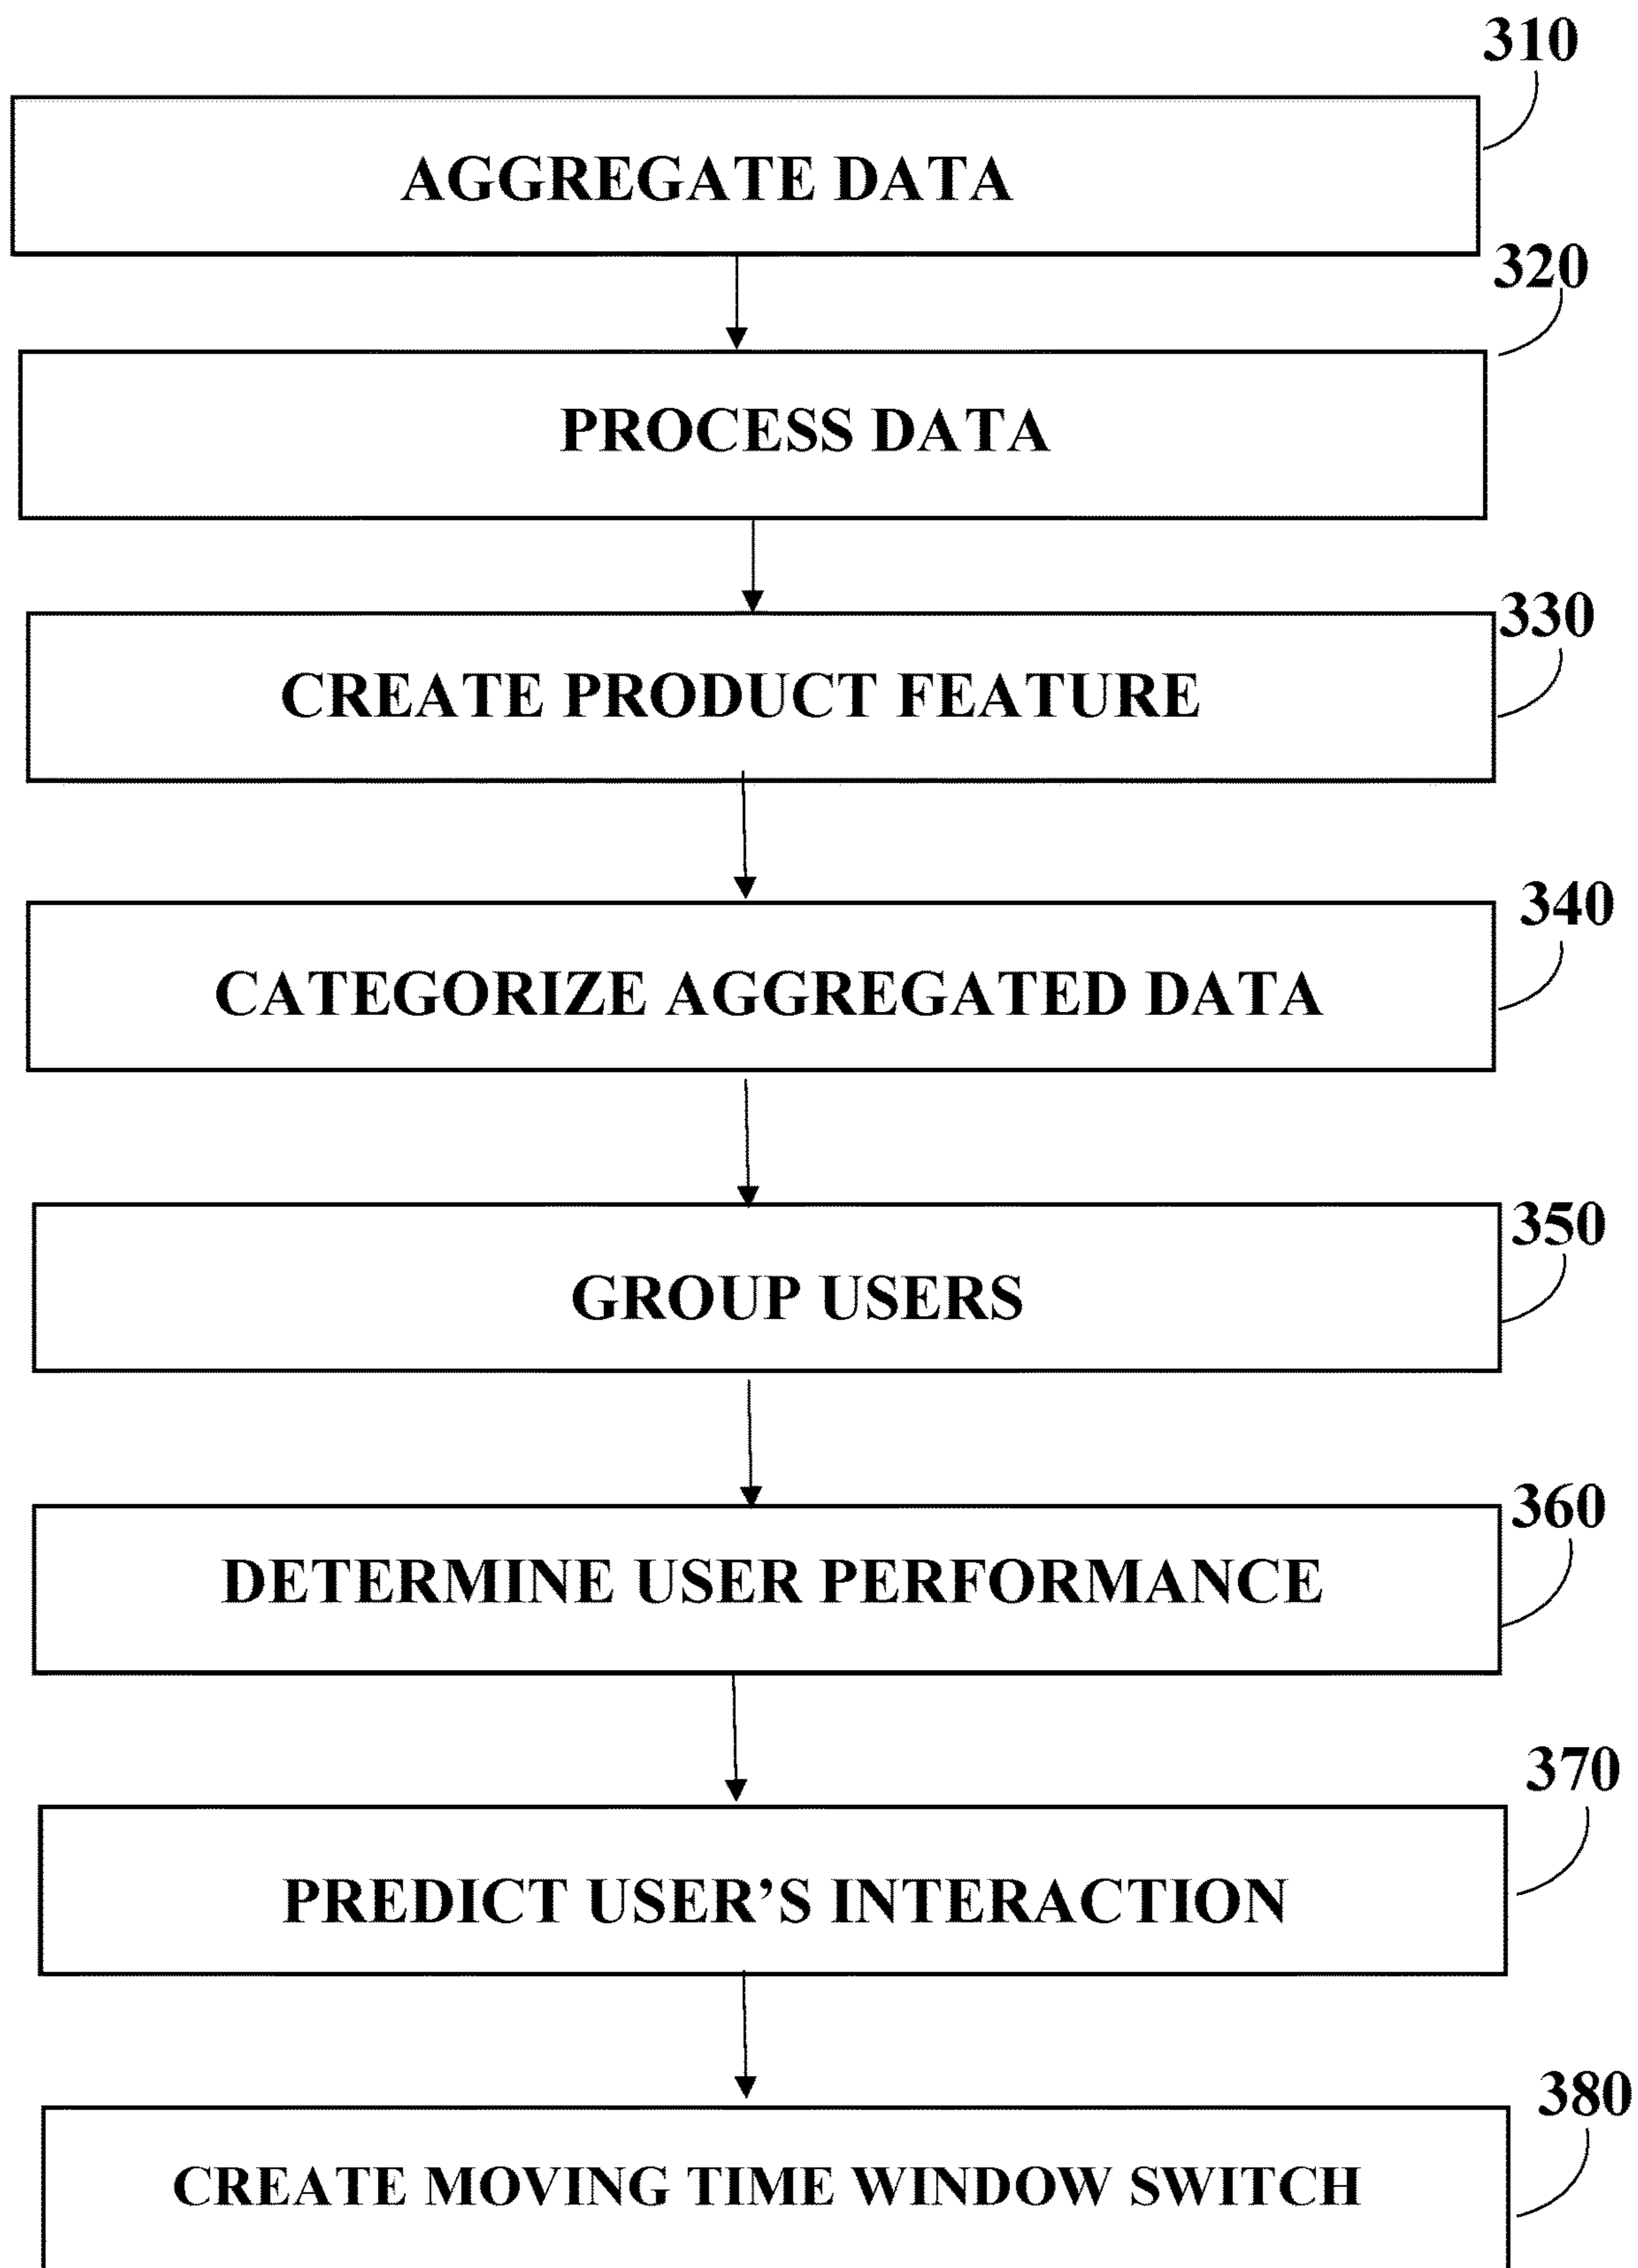 310
AGGREGATE DATA
320
PROCESS DATA
330
CREATE PRODUCT FEATURE
340
CATEGORIZE AGGREGATED DATA
350
GROUP USERS
360
DETERMINE USER PERFORMANCE
370
PREDICT USER’S INTERACTION
380
CREATE MOVING TIME WINDOW SWITCH